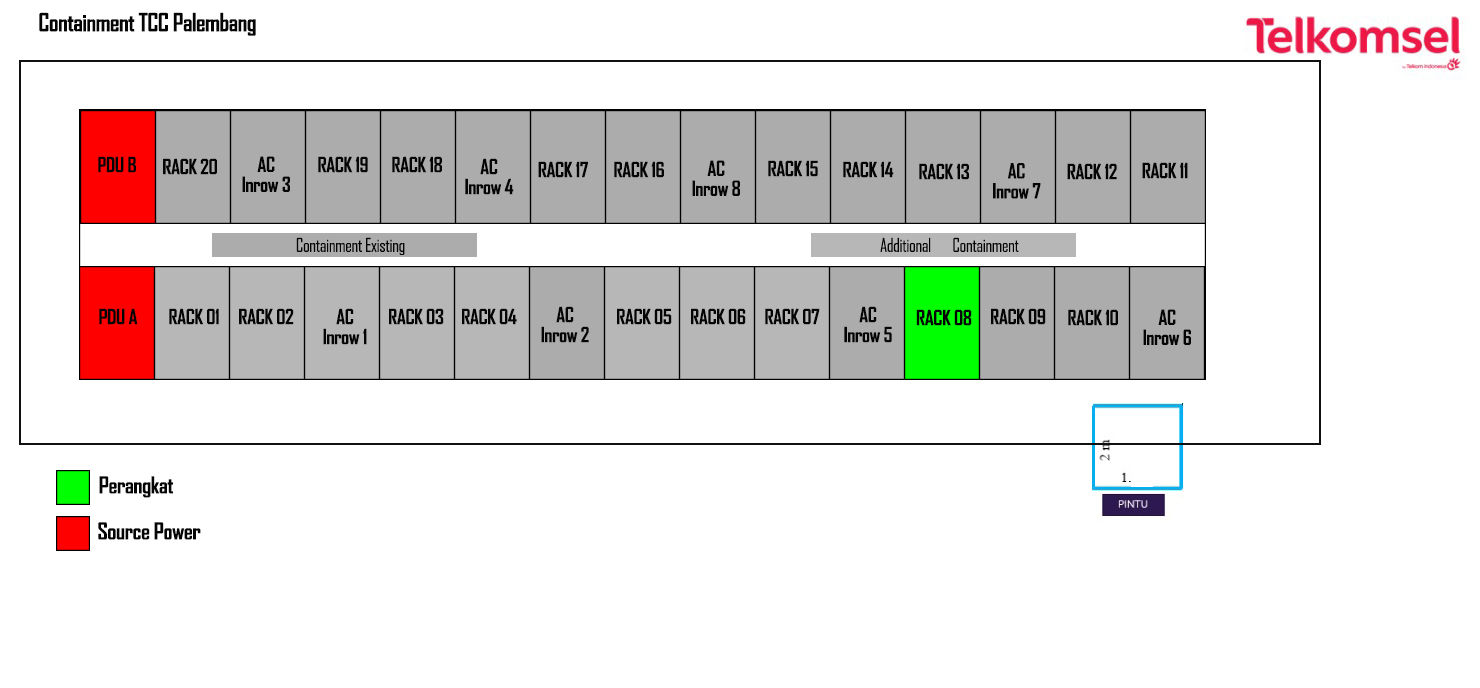 Containment TCC Palembang
Telkomsel
by Telkom Indonesia
PDU B
RACK 20
AC
Inrow 3
RACK 19
RACK 18
AC
Inrow 4
RACK 17
RACK 16
AC
Inrow 8
RACK 15
RACK 14
RACK 13
AC
Inrow 7
RACK 12
RACK 11
Containment Existing
Additional Containment
PDU A
RACK 01
RACK 02
AC
Inrow 1
RACK 03
RACK 04
AC
Inrow 2
RACK 05
RACK 06
RACK 07
AC
Inrow 5
RACK 08
RACK 09
RACK 10
AC
Inrow 6
2 m
1.
PINTU
Perangkat
Source Power